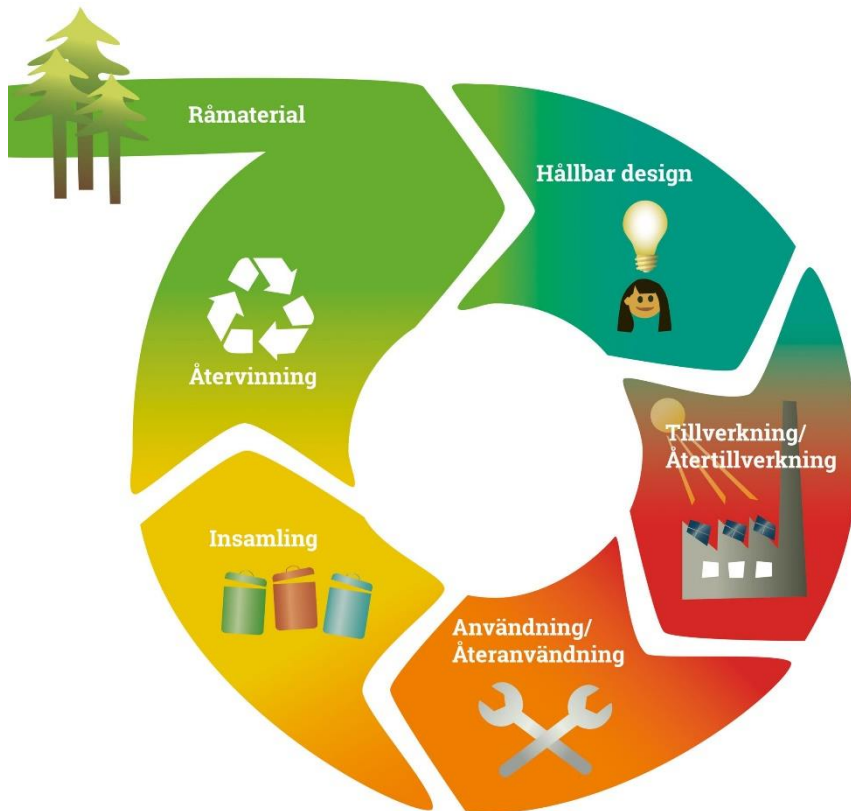 Råmaterial
Hållbar design
Tillverkning/
Återtillverkning
Användning/
Återanvändning
Insamling
Återvinning